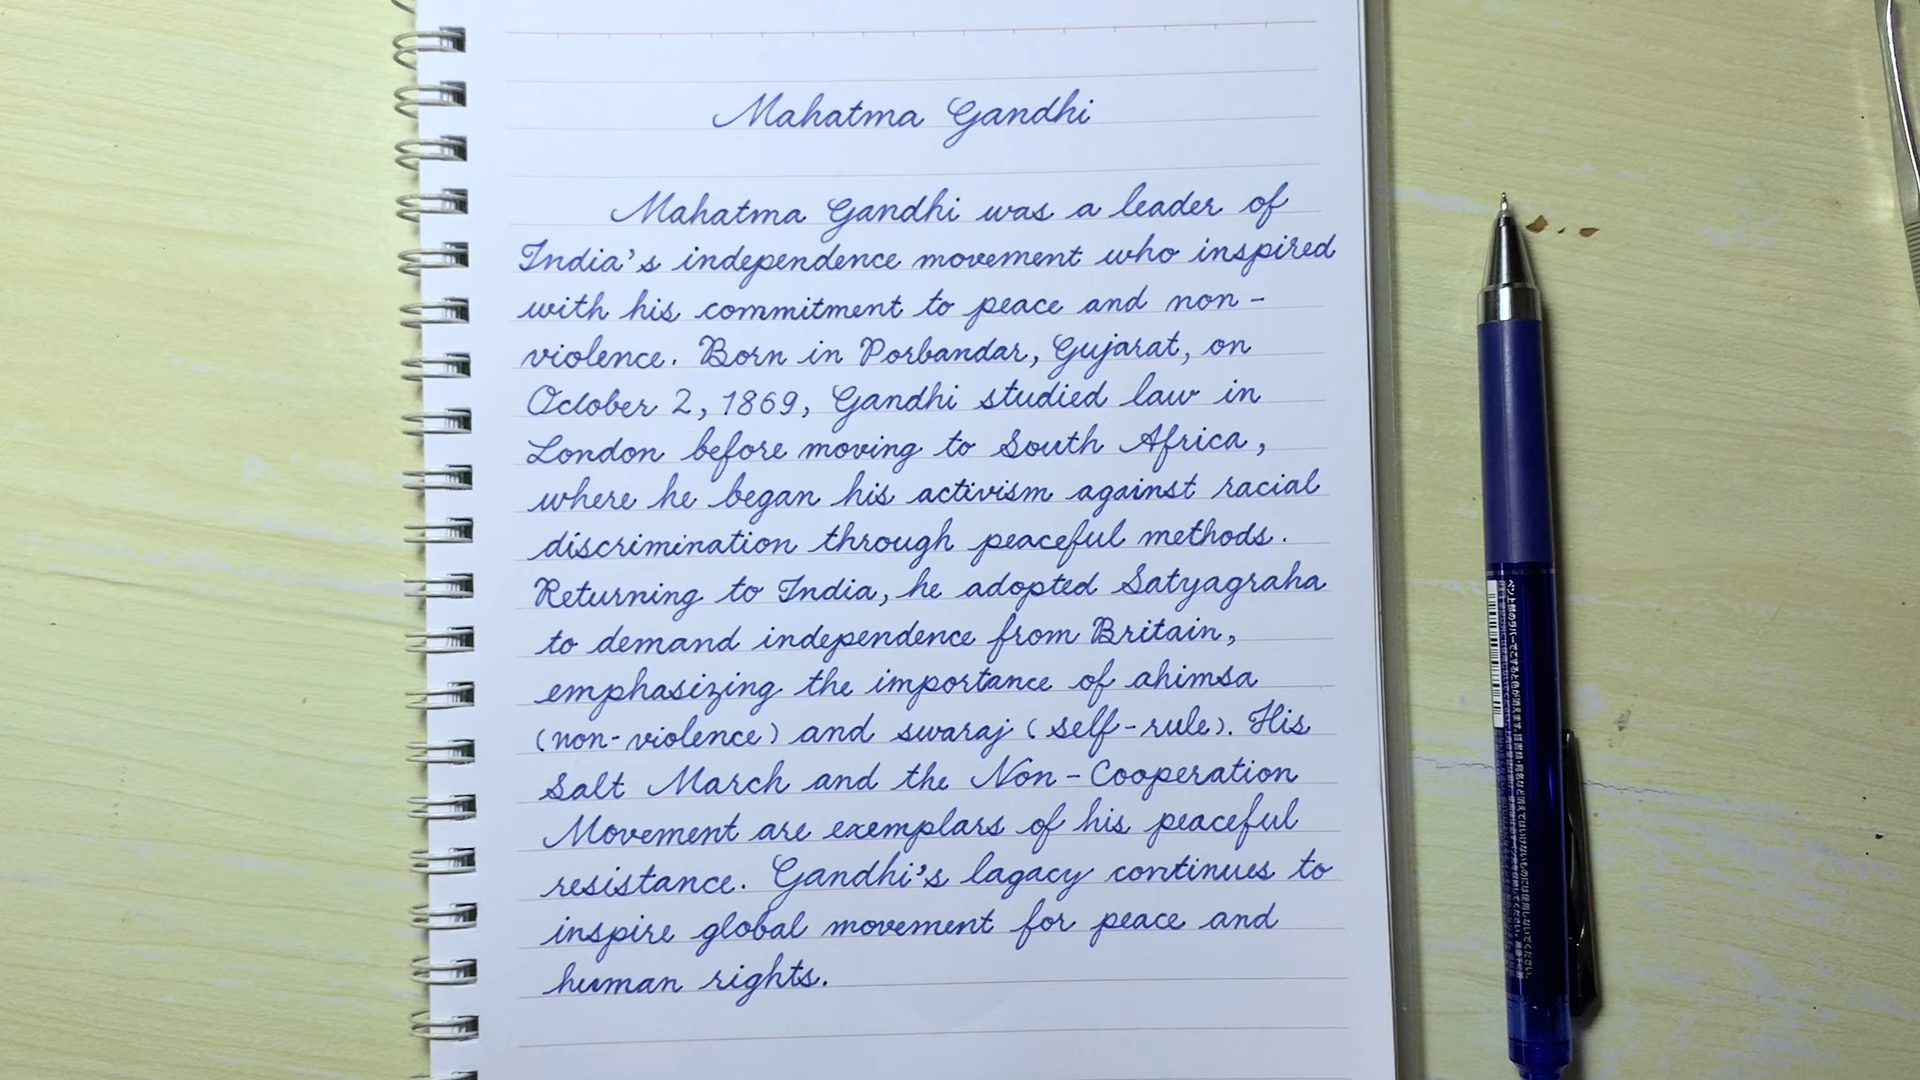 Mahatma Gandhi
Mahatma Gandhi was a leader of
India's independence movement who inspired
with his commitment to peace and non-
violence. Born in Porbandar, Gujarat, on
October 2, 1869, Gandhi studied law in
London before moving to South Africa,
where he began his activism against racial
discrimination through peaceful methods.
Returning to India, he adopted Satyagraha
to demand independence from Britain,
emphasizing the importance of ahimsa
(non-violence) and swaraj (self-rule). His
Salt March and the Non-Cooperation
Movement are exemplars of his peaceful
resistance. Gandhi's lagacy continues to
inspire global movement for peace and
human rights.